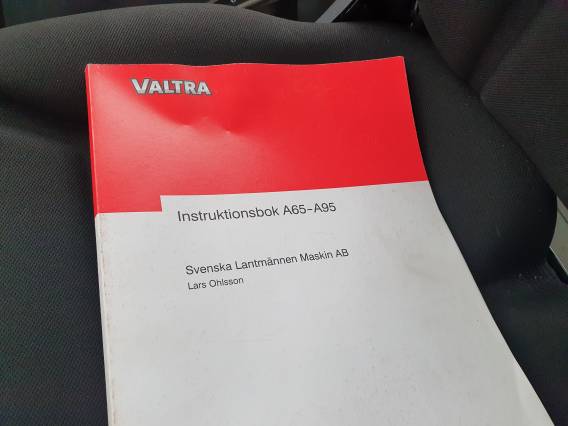 VALTRA
Instruktionsbok A65-A95
Svenska Lantmännen Maskin AB
Lars Ohlsson